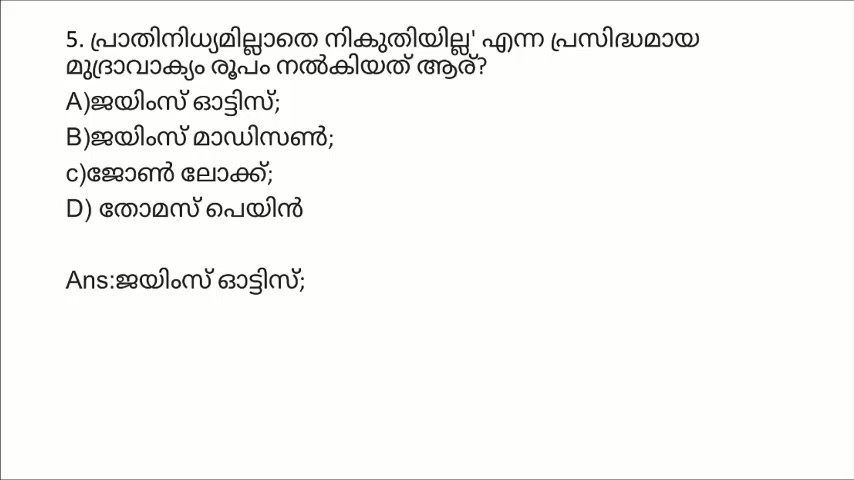 5. പ്രാതിനിധ്യമില്ലാതെ നികുതിയില്ല' എന്ന പ്രസിദ്ധമായ
മുദ്രാവാക്യം രൂപം നൽകിയത് ആര്?
A)ജയിംസ് ഓട്ടിസ്;
B)ജയിംസ് മാഡിസൺ;
c)ജോൺ ലോക്ക്;
D) തോമസ് പെയിൻ
Ans:ജയിംസ് ഓട്ടിസ്;